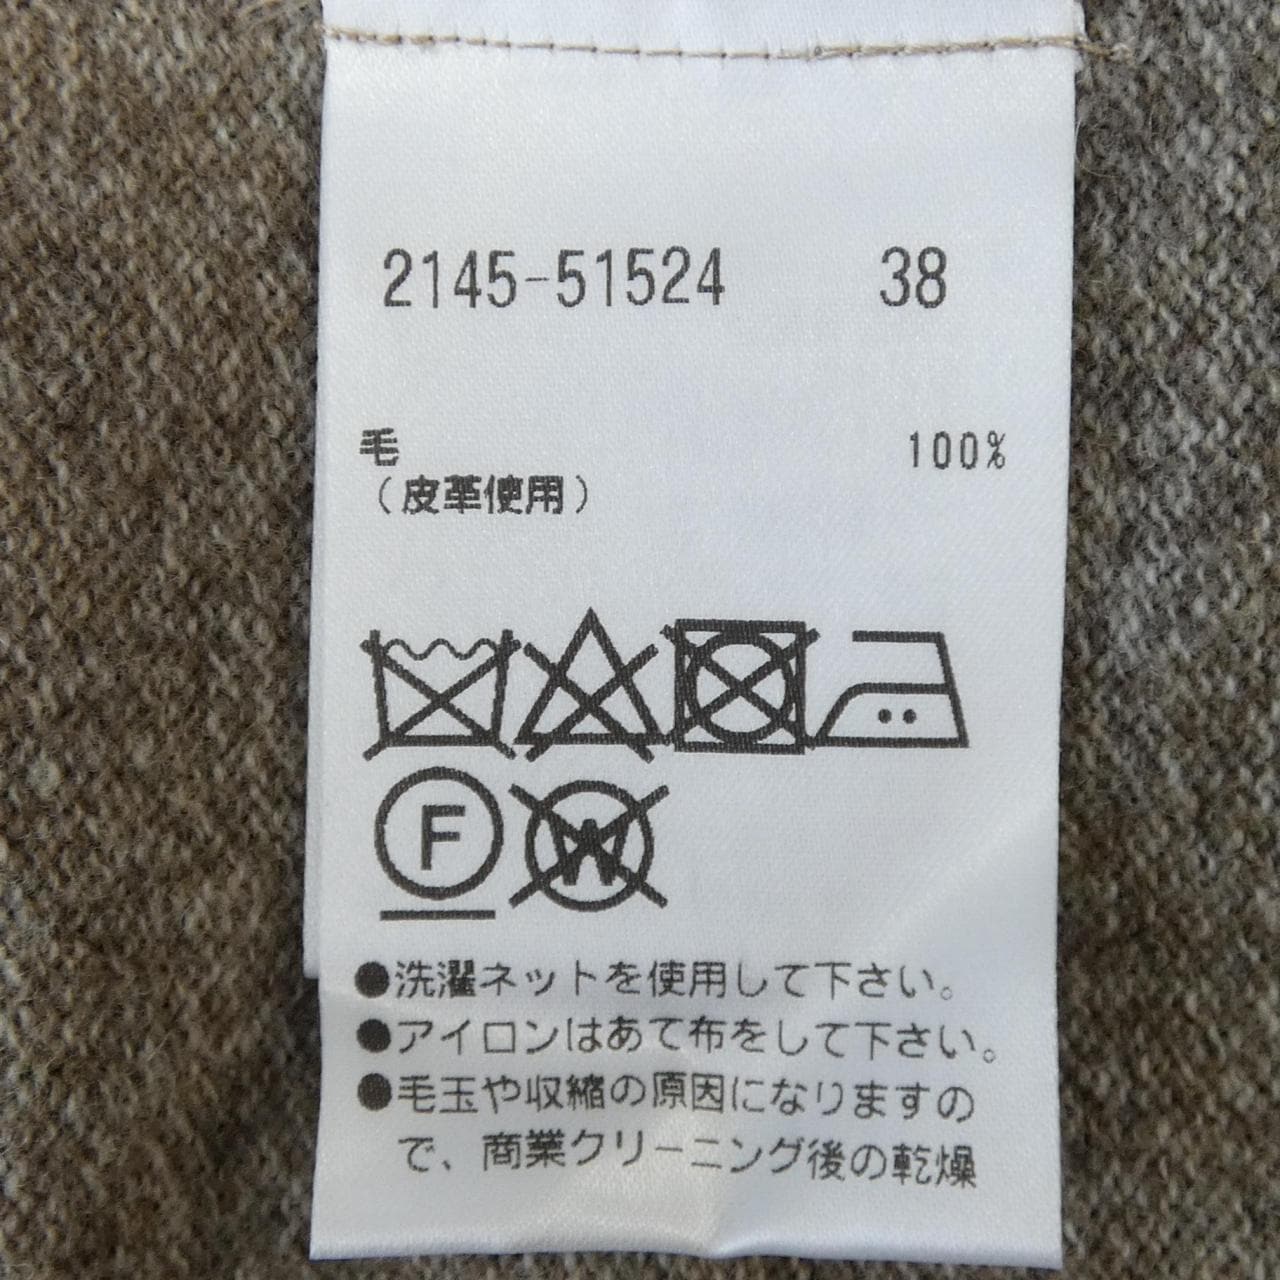 2145-51524 38
毛 100%
（皮革使用）
F
W
●洗濯ネットを使用して下さい。
●アイロンはあて布をして下さい。
●毛玉や収縮の原因になりますの
で、商業クリーニング後の乾燥